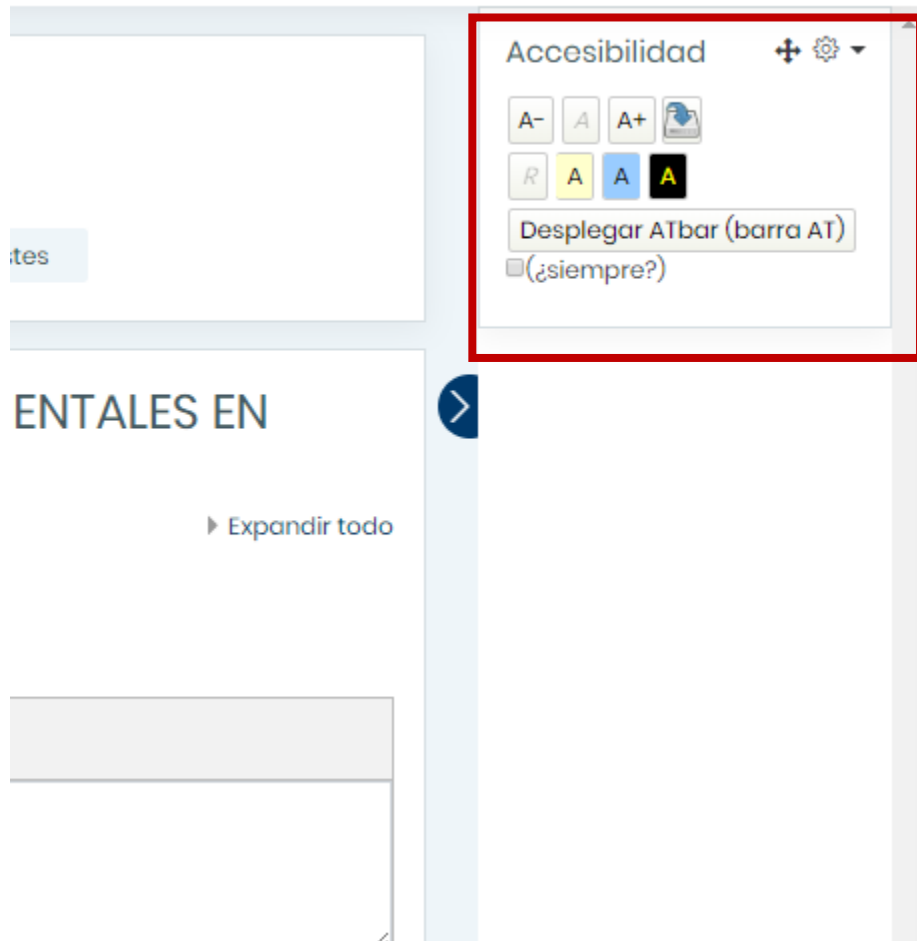 Accesibilidad
A- A A+
R A A A
Desplegar ATbar (barra AT)
(¿siempre?)
stes
ENTALES EN
Expandir todo